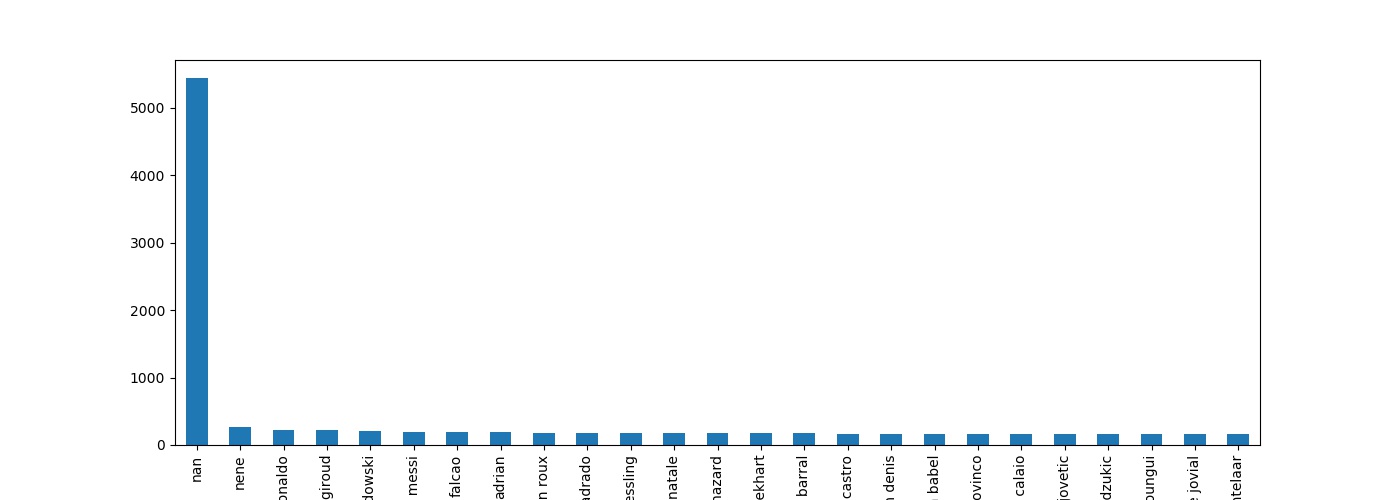 5000
4000
3000
2000
1000
0
nan
nene
onaldo
giroud
dowski
messi
falcao
adrian
n roux
adrado
essling
natale
hazard
ekhart
barral
castro
n denis
babel
ovinco
calaio
jovetic
dzukic
oungui
e jovial
ntelaar